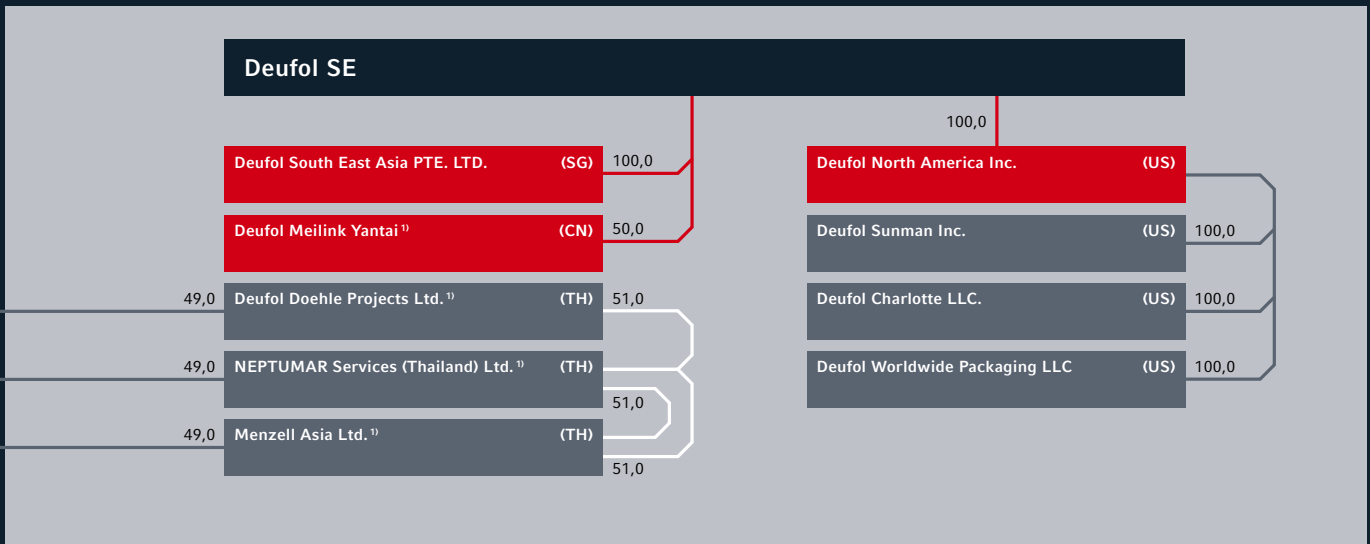 Deufol SE
100,0
Deufol South East Asia PTE. LTD. (SG) 100,0
Deufol Meilink Yantai ¹⁾ (CN) 50,0
49,0 Deufol Doehle Projects Ltd. ¹⁾ (TH) 51,0
49,0 NEPTUMAR Services (Thailand) Ltd. ¹⁾ (TH)
51,0
49,0 Menzell Asia Ltd. ¹⁾ (TH)
51,0
Deufol North America Inc. (US)
Deufol Sunman Inc. (US) 100,0
Deufol Charlotte LLC. (US) 100,0
Deufol Worldwide Packaging LLC (US) 100,0